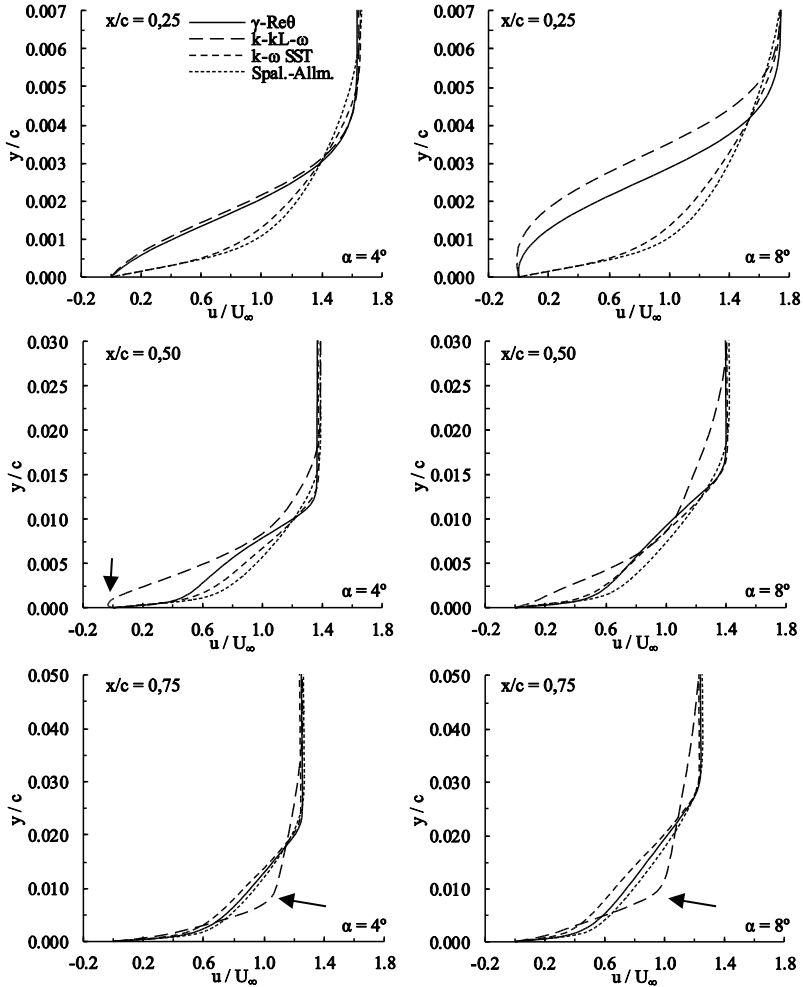 x/c = 0,25
γ-Reθ
k-kL-ω
k-ω SST
Spal.-Allm.
0.007
0.006
0.005
0.004
0.003
0.002
0.001
0.000
y / c
α = 4º
-0.2 0.2 0.6 1.0 1.4 1.8
u / U∞
x/c = 0,25
0.007
0.006
0.005
0.004
0.003
0.002
0.001
0.000
y / c
α = 8º
-0.2 0.2 0.6 1.0 1.4 1.8
u / U∞
x/c = 0,50
0.030
0.025
0.020
0.015
0.010
0.005
0.000
y / c
α = 4º
-0.2 0.2 0.6 1.0 1.4 1.8
u / U∞
x/c = 0,50
0.030
0.025
0.020
0.015
0.010
0.005
0.000
y / c
α = 8º
-0.2 0.2 0.6 1.0 1.4 1.8
u / U∞
x/c = 0,75
0.050
0.040
0.030
0.020
0.010
0.000
y / c
α = 4º
-0.2 0.2 0.6 1.0 1.4 1.8
u / U∞
x/c = 0,75
0.050
0.040
0.030
0.020
0.010
0.000
y / c
α = 8º
-0.2 0.2 0.6 1.0 1.4 1.8
u / U∞